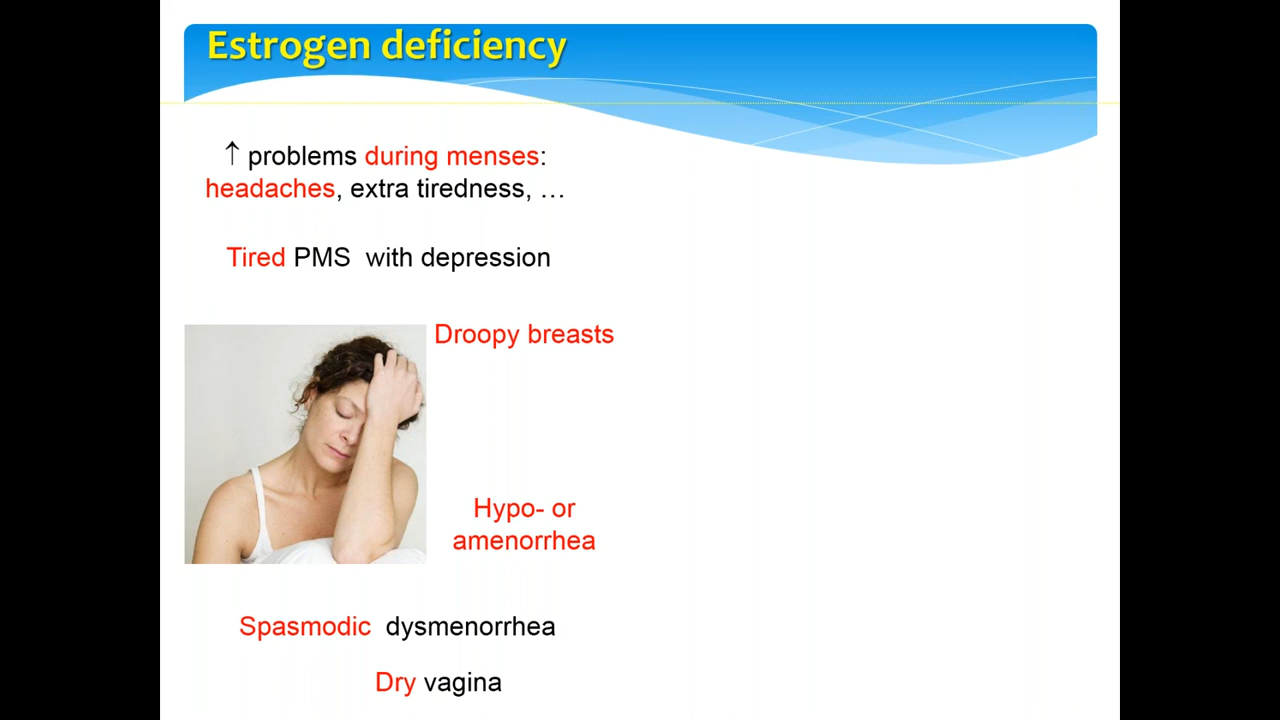 Estrogen deficiency
↑ problems during menses:
headaches, extra tiredness, …
Tired PMS with depression
Droopy breasts
Hypo- or
amenorrhea
Spasmodic dysmenorrhea
Dry vagina